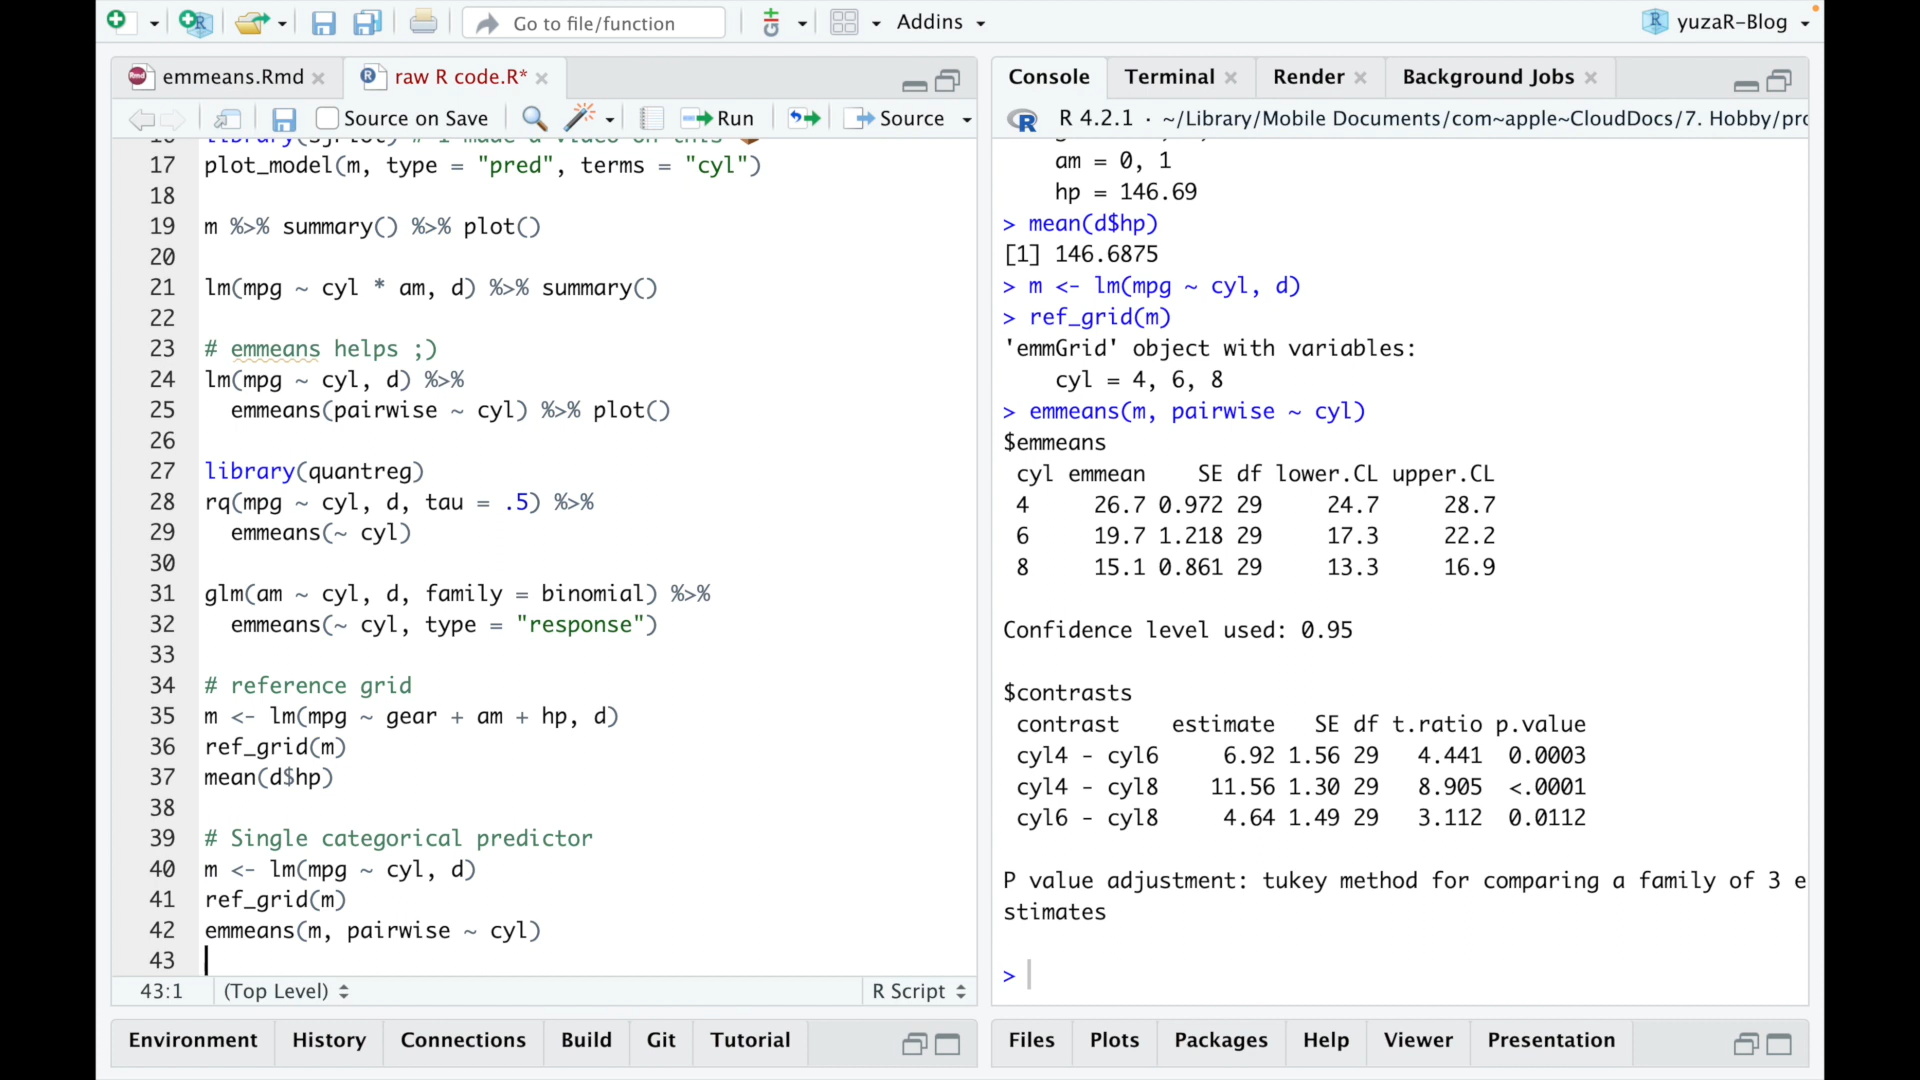 Go to file/function
Addins
yuzaR-Blog
emmeans.Rmd
raw R code.R*
Source on Save
Run
Source
17 plot_model(m, type = "pred", terms = "cyl")
18
19 m %>% summary() %>% plot()
20
21 lm(mpg ~ cyl * am, d) %>% summary()
22
23 # emmeans helps ;)
24 lm(mpg ~ cyl, d) %>%
25 emmeans(pairwise ~ cyl) %>% plot()
26
27 library(quantreg)
28 rq(mpg ~ cyl, d, tau = .5) %>%
29 emmeans(~ cyl)
30
31 glm(am ~ cyl, d, family = binomial) %>%
32 emmeans(~ cyl, type = "response")
33
34 # reference grid
35 m <- lm(mpg ~ gear + am + hp, d)
36 ref_grid(m)
37 mean(d$hp)
38
39 # Single categorical predictor
40 m <- lm(mpg ~ cyl, d)
41 ref_grid(m)
42 emmeans(m, pairwise ~ cyl)
43
43:1 (Top Level) R Script
Environment History Connections Build Git Tutorial
Console Terminal Render Background Jobs
R 4.2.1 · ~/Library/Mobile Documents/com~apple~CloudDocs/7. Hobby/pro
am = 0, 1
hp = 146.69
> mean(d$hp)
[1] 146.6875
> m <- lm(mpg ~ cyl, d)
> ref_grid(m)
'emmGrid' object with variables:
cyl = 4, 6, 8
> emmeans(m, pairwise ~ cyl)
$emmeans
cyl emmean SE df lower.CL upper.CL
4 26.7 0.972 29 24.7 28.7
6 19.7 1.218 29 17.3 22.2
8 15.1 0.861 29 13.3 16.9
Confidence level used: 0.95
$contrasts
contrast estimate SE df t.ratio p.value
cyl4 - cyl6 6.92 1.56 29 4.441 0.0003
cyl4 - cyl8 11.56 1.30 29 8.905 <.0001
cyl6 - cyl8 4.64 1.49 29 3.112 0.0112
P value adjustment: tukey method for comparing a family of 3 e
stimates
>
Files Plots Packages Help Viewer Presentation